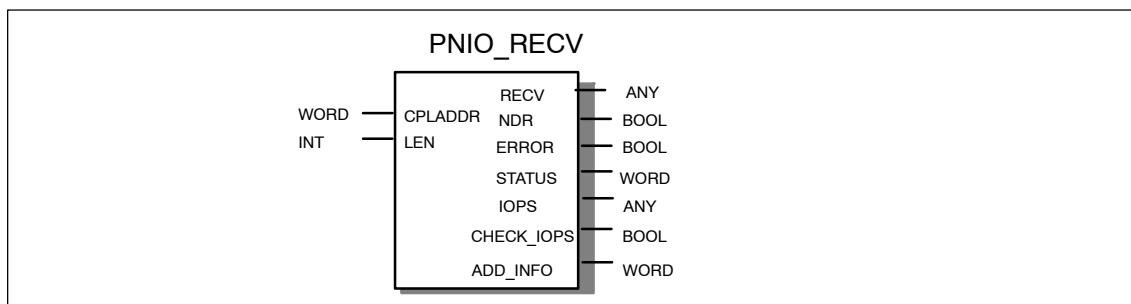 PNIO_RECV
RECV ANY
WORD CPLADDR NDR BOOL
INT LEN ERROR BOOL
STATUS WORD
IOPS ANY
CHECK_IOPS BOOL
ADD_INFO WORD